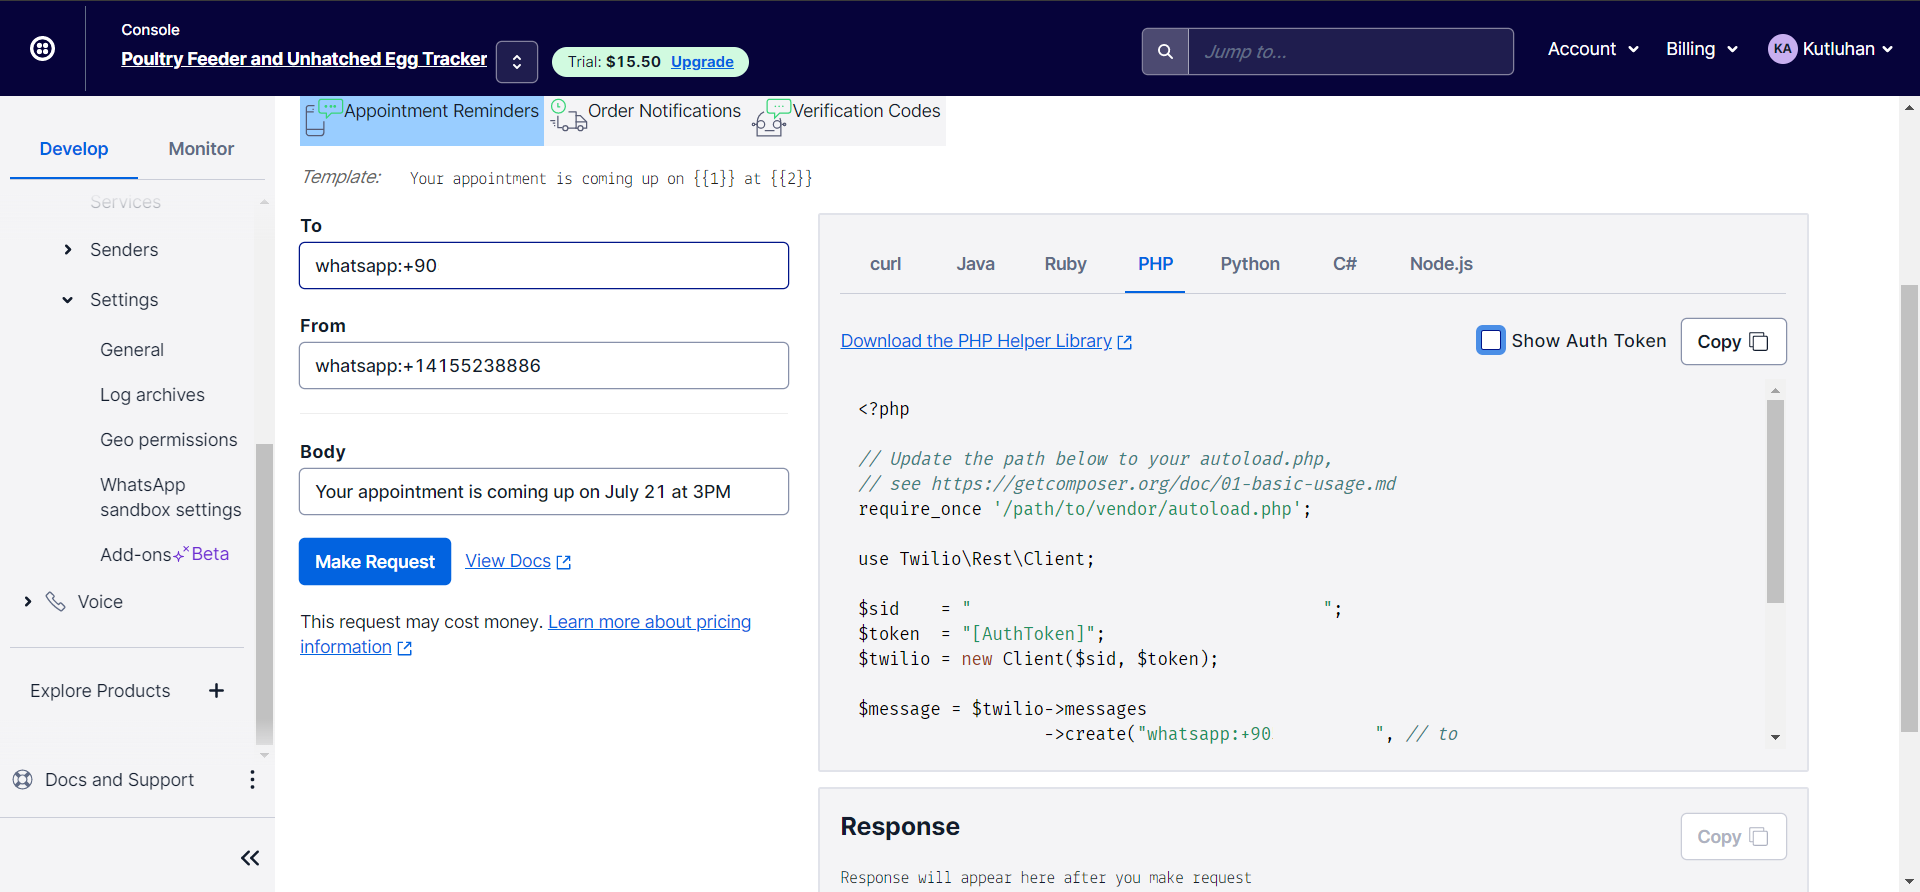 Console
Poultry Feeder and Unhatched Egg Tracker
Trial: $15.50 Upgrade
Jump to...
Account
Billing
KA Kutluhan
Develop
Monitor
Services
Senders
Settings
General
Log archives
Geo permissions
WhatsApp
sandbox settings
Add-ons Beta
Voice
Explore Products +
Docs and Support
Appointment Reminders
Order Notifications
Verification Codes
Template: Your appointment is coming up on {{1}} at {{2}}
To
whatsapp:+90
From
whatsapp:+14155238886
Body
Your appointment is coming up on July 21 at 3PM
Make Request
View Docs
This request may cost money. Learn more about pricing
information
curl
Java
Ruby
PHP
Python
C#
Node.js
Download the PHP Helper Library
Show Auth Token
Copy
<?php
// Update the path below to your autoload.php,
// see https://getcomposer.org/doc/01-basic-usage.md
require_once '/path/to/vendor/autoload.php';
use Twilio\Rest\Client;
$sid    = "                                  ";
$token  = "[AuthToken]";
$twilio = new Client($sid, $token);
$message = $twilio->messages
                  ->create("whatsapp:+90          ", // to
Response
Copy
Response will appear here after you make request